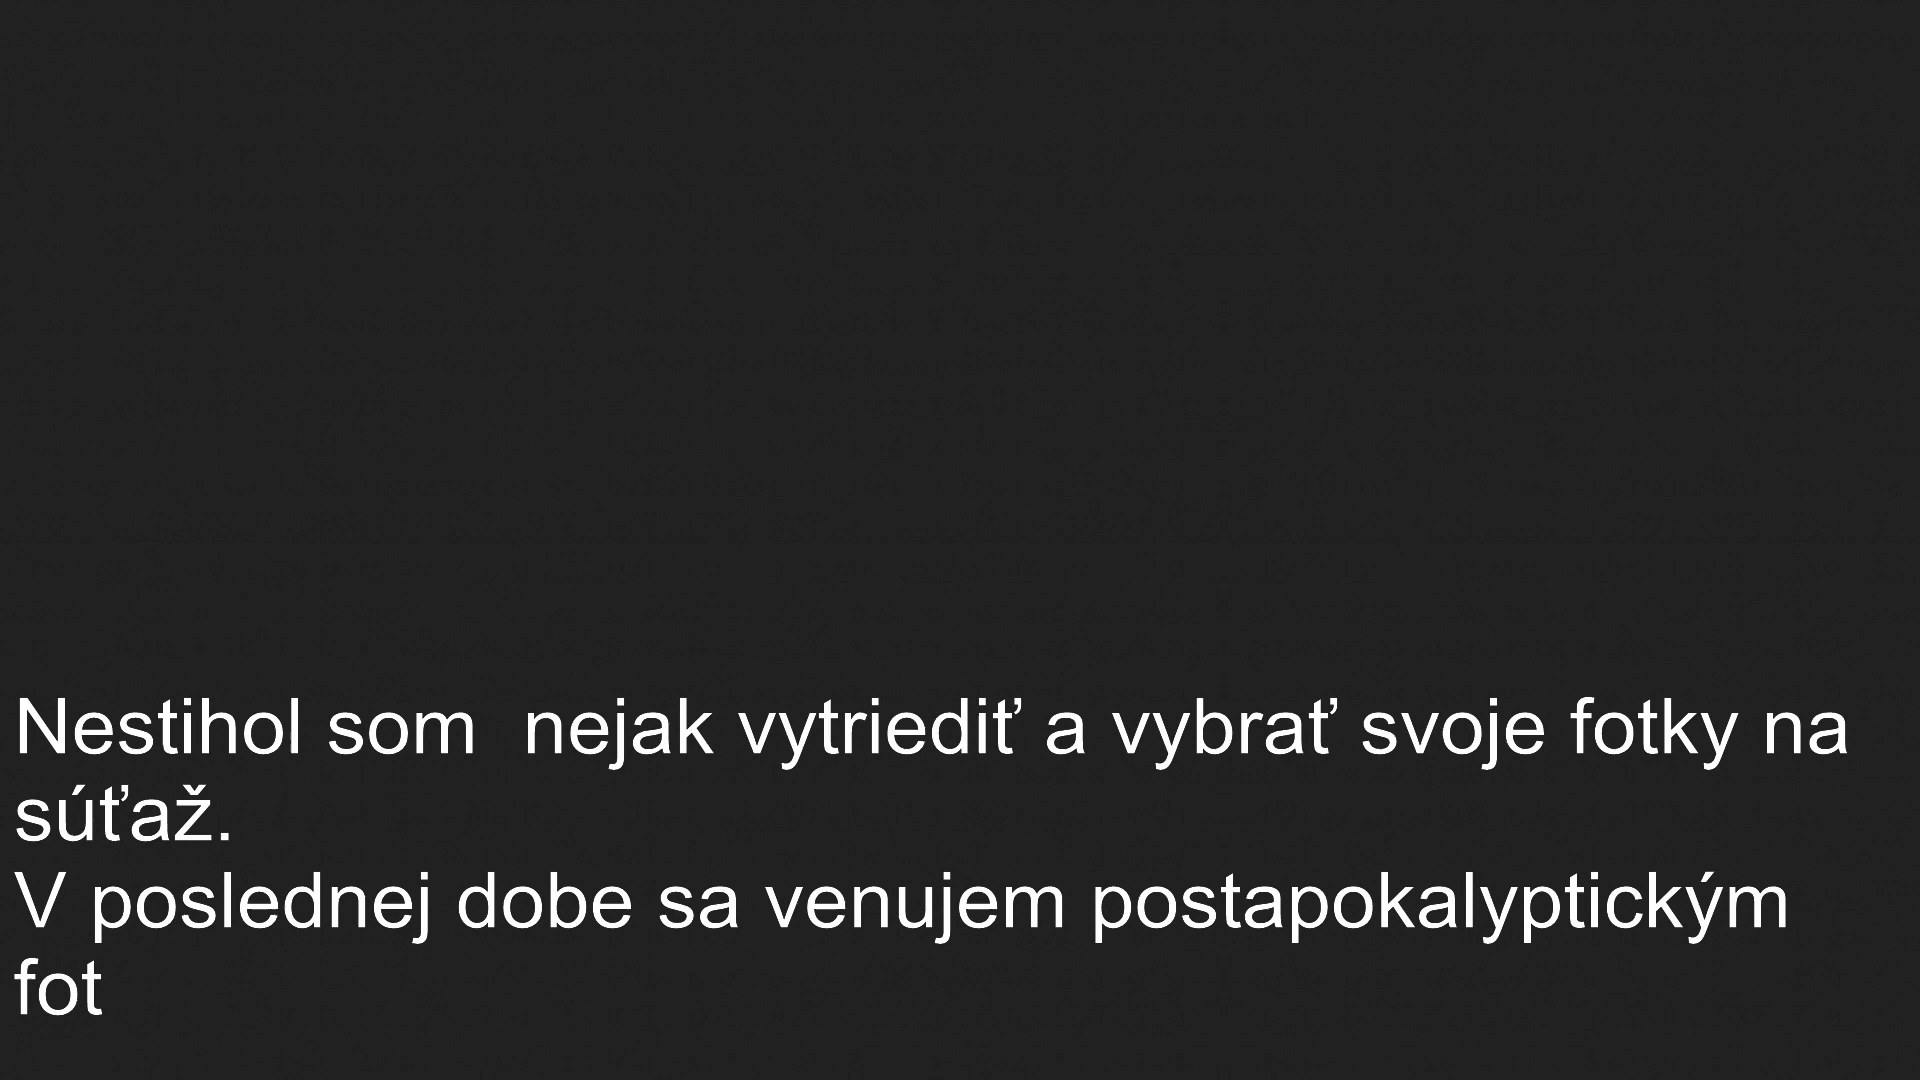 Nestihol som  nejak vytriediť a vybrať svoje fotky na
súťaž.
V poslednej dobe sa venujem postapokalyptickým
fot